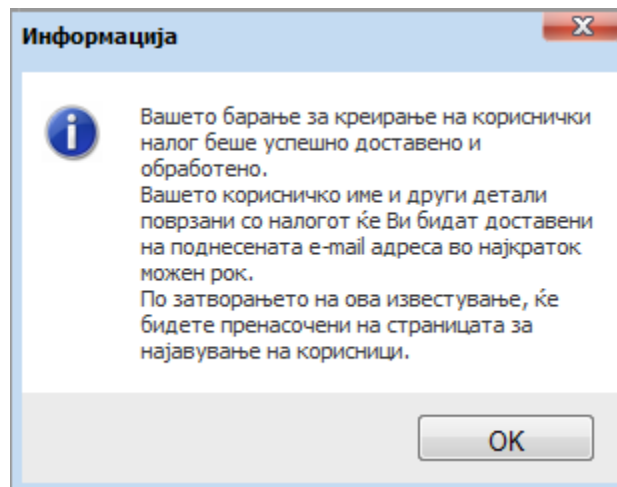 Информација
Вашето барање за креирање на кориснички
налог беше успешно доставено и
обработено.
Вашето корисничко име и други детали
поврзани со налогот ќе Ви бидат доставени
на поднесената e-mail адреса во најкраток
можен рок.
По затворањето на ова известување, ќе
бидете пренасочени на страницата за
најавување на корисници.
OK